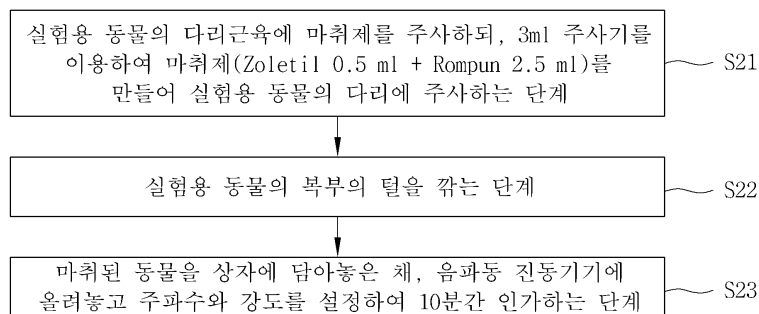 실험용 동물의 다리근육에 마취제를 주사하되, 3ml 주사기를
이용하여 마취제(Zoletil 0.5 ml + Rompun 2.5 ml)를
만들어 실험용 동물의 다리에 주사하는 단계
S21
실험용 동물의 복부의 털을 깎는 단계
S22
마취된 동물을 상자에 담아놓은 채, 음파동 진동기기에
올려놓고 주파수와 강도를 설정하여 10분간 인가하는 단계
S23